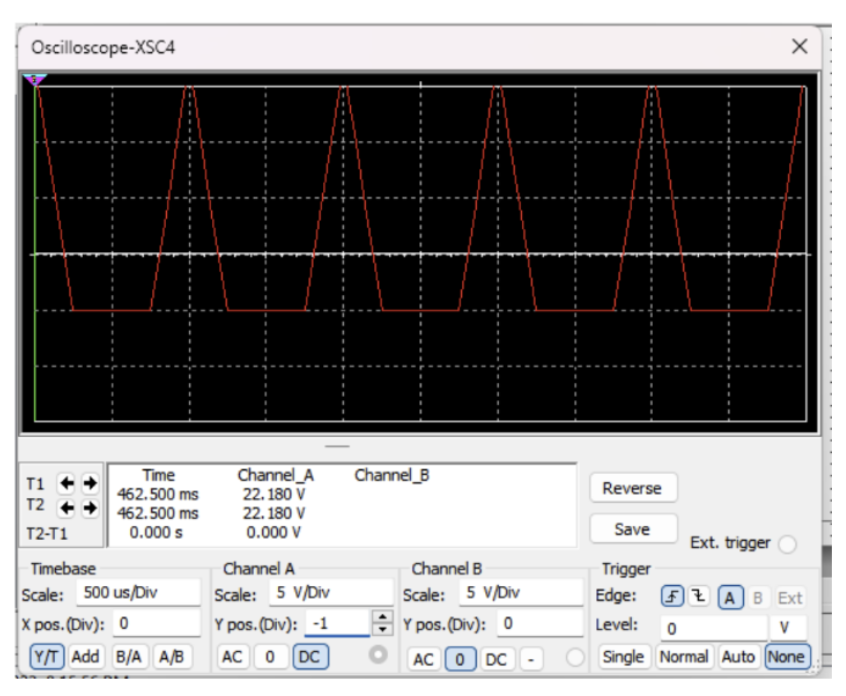 Oscilloscope-XSC4
Time Channel_A Channel_B
T1 462.500 ms 22.180 V
T2 462.500 ms 22.180 V
T2-T1 0.000 s 0.000 V
Reverse
Save
Ext. trigger
Timebase Channel A Channel B Trigger
Scale: 500 us/Div Scale: 5 V/Div Scale: 5 V/Div Edge: A B Ext
X pos.(Div): 0 Y pos.(Div): -1 Y pos.(Div): 0 Level: 0 V
Y/T Add B/A A/B AC 0 DC AC 0 DC - Single Normal Auto None